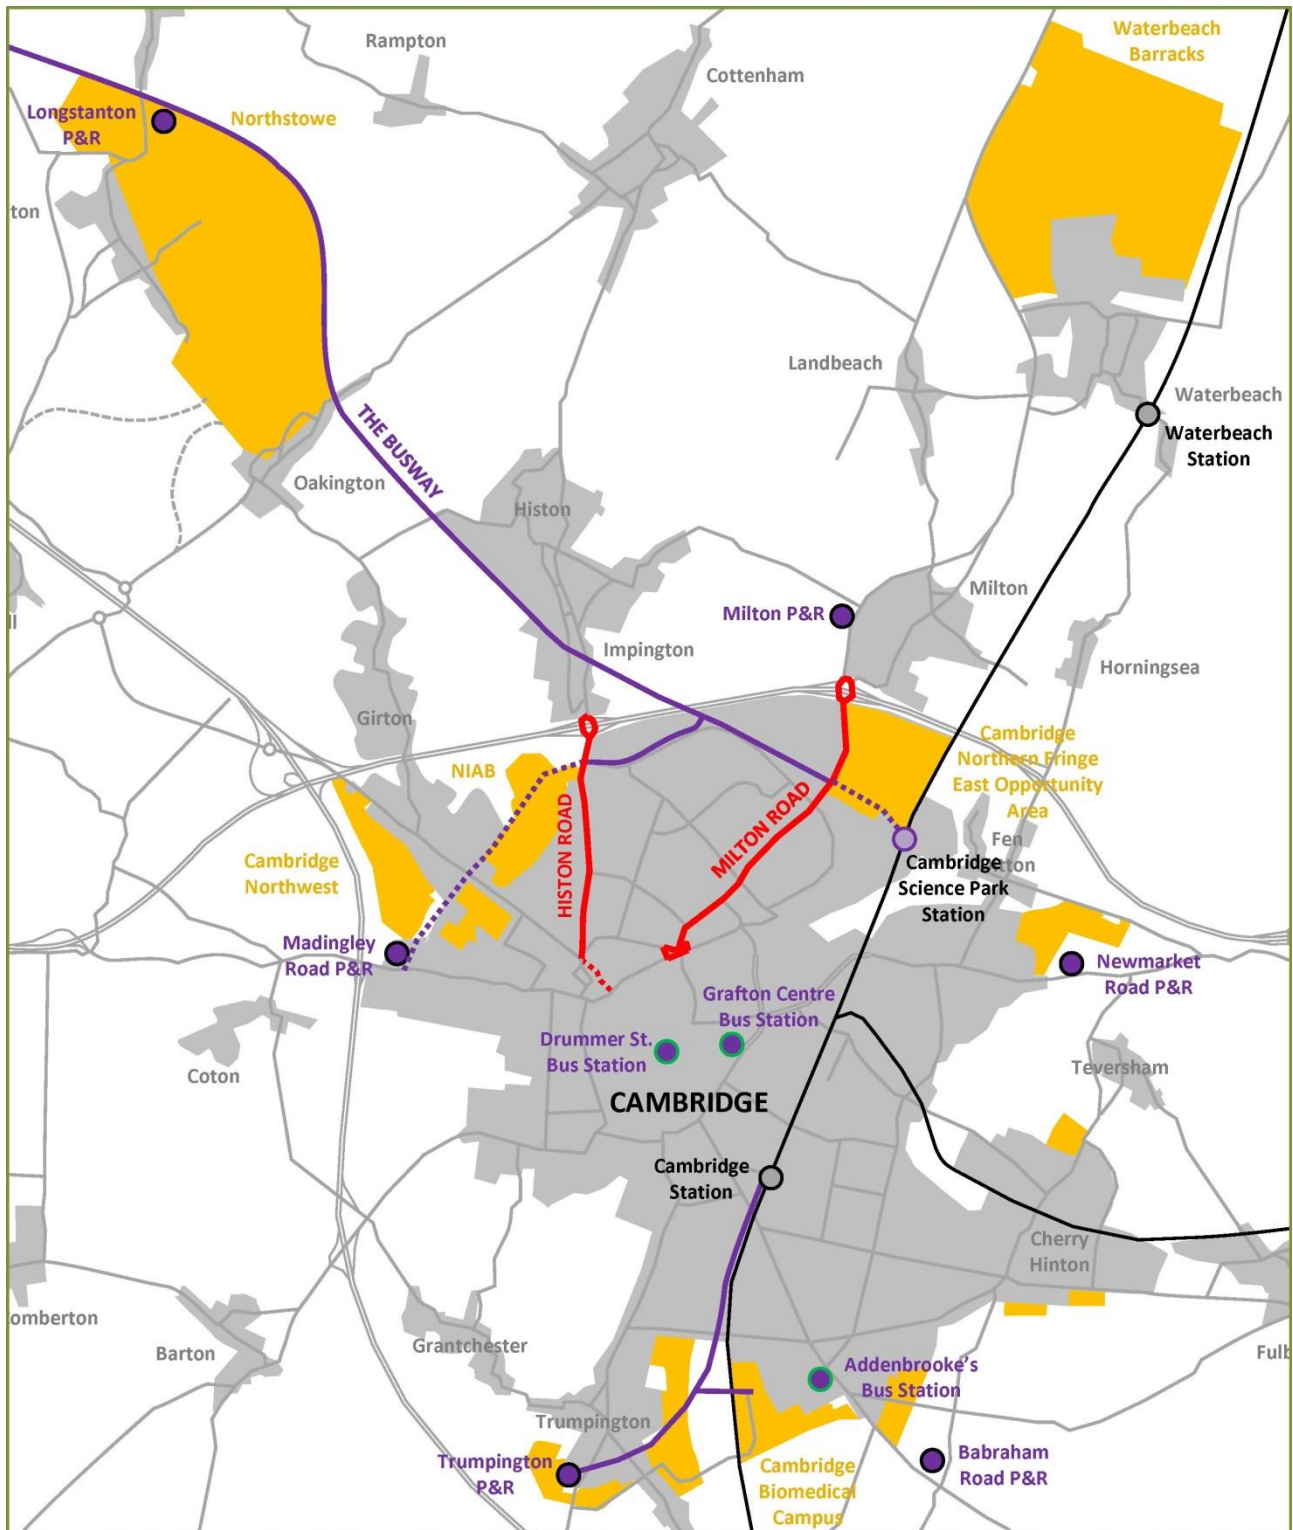 Rampton
Cottenham
Waterbeach
Barracks
Longstanton
P&R
Northstowe
ton
Landbeach
Waterbeach
Waterbeach
Station
THE BUSWAY
Oakington
Histon
Milton
Milton P&R
ll
Impington
Horningsea
Girton
NIAB
Cambridge
Northern Fringe
East Opportunity
Area
HISTON ROAD
MILTON ROAD
Fen
tton
Cambridge
Northwest
Cambridge
Science Park
Station
Madingley
Road P&R
Newmarket
Road P&R
Grafton Centre
Bus Station
Drummer St.
Bus Station
Coton
Teversham
CAMBRIDGE
Cambridge
Station
Cherry
Hinton
omberton
Barton
Grantchester
Fulb
Addenbrooke's
Bus Station
Trumpington
Trumpington
P&R
Cambridge
Biomedical
Campus
Babraham
Road P&R